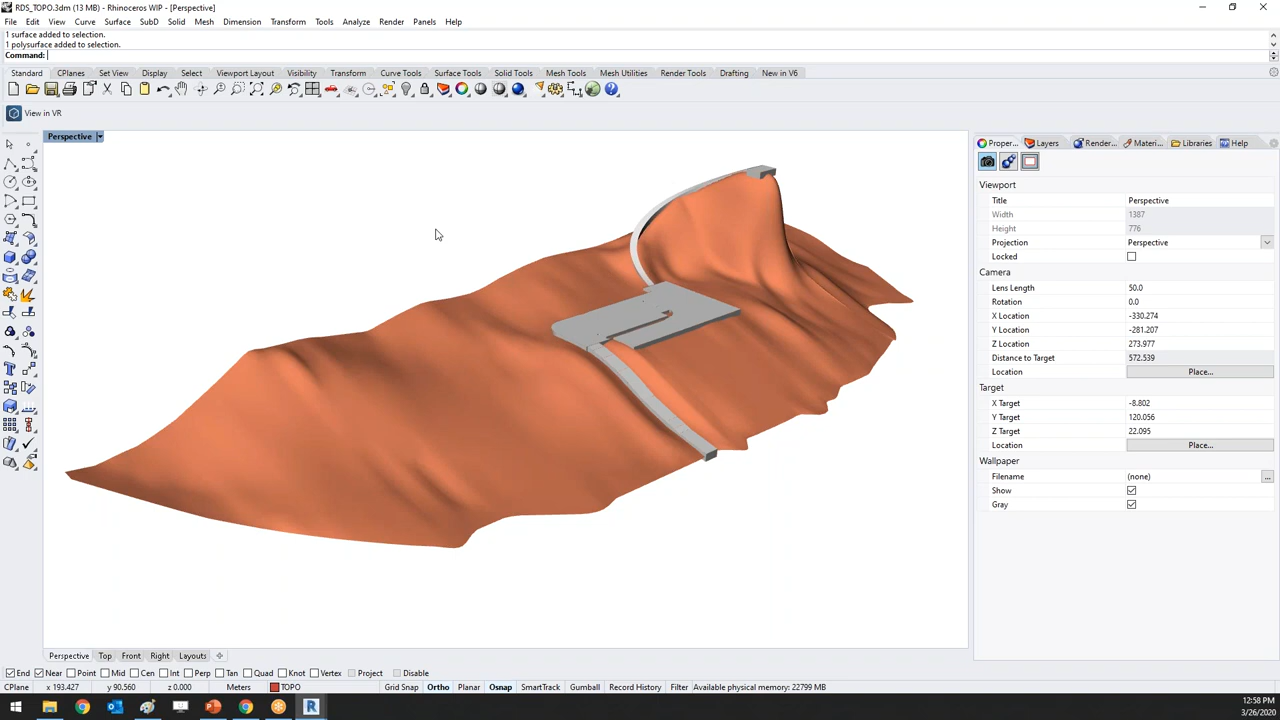 RDS_TOPO.3dm (13 MB) - Rhinoceros WIP - [Perspective]
File Edit View Curve Surface SubD Solid Mesh Dimension Transform Tools Analyze Render Panels Help
1 surface added to selection.
1 polysurface added to selection.
Command:
Standard CPlanes Set View Display Select Viewport Layout Visibility Transform Curve Tools Surface Tools Solid Tools Mesh Tools Mesh Utilities Render Tools Drafting New in V6
View in VR
Perspective
Proper... Layers Render... Materi... Libraries Help
Viewport
Title Perspective
Width 1387
Height 776
Projection Perspective
Locked
Camera
Lens Length 50.0
Rotation 0.0
X Location -330.274
Y Location -281.207
Z Location 273.977
Distance to Target 572.539
Location Place...
Target
X Target -8.802
Y Target 120.056
Z Target 22.095
Location Place...
Wallpaper
Filename (none) ...
Show
Gray
Perspective Top Front Right Layouts
End Near Point Mid Cen Int Perp Tan Quad Knot Vertex Project Disable
CPlane x 193.427 y 90.560 z 0.000 Meters TOPO Grid Snap Ortho Planar Osnap SmartTrack Gumball Record History Filter Available physical memory: 22799 MB
12:58 PM
3/26/2020